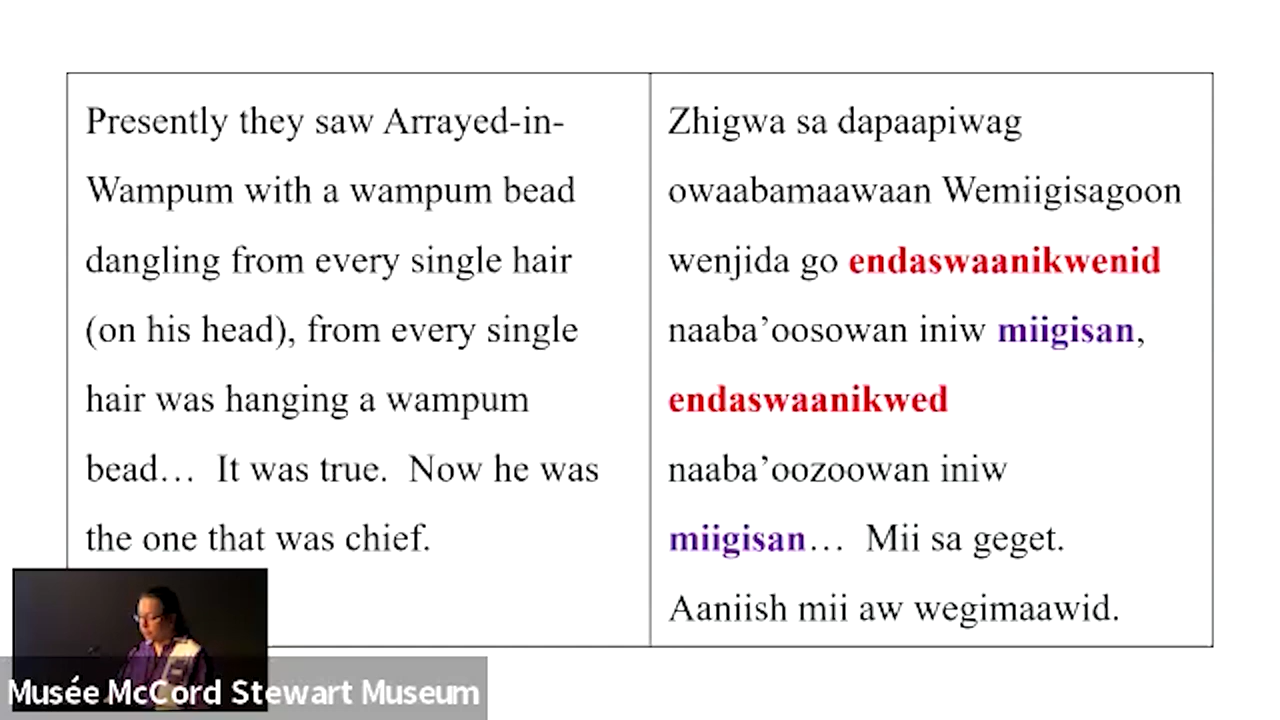 Presently they saw Arrayed-in-
Wampum with a wampum bead
dangling from every single hair
(on his head), from every single
hair was hanging a wampum
bead… It was true. Now he was
the one that was chief.
Zhigwa sa dapaapiwag
owaabamaawaan Wemiigisagoon
wenjida go endaswaanikwenid
naaba’oosowan iniw miigisan,
endaswaanikwed
naaba’oozoowan iniw
miigisan… Mii sa geget.
Aaniish mii aw wegimaawid.
Musée McCord Stewart Museum